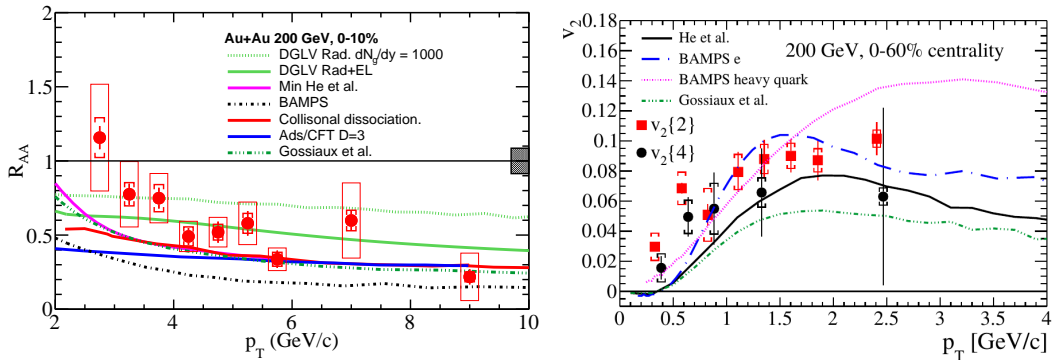 R_AA
2
1.5
1
0.5
0
Au+Au 200 GeV, 0-10%
DGLV Rad. dN_g/dy = 1000
DGLV Rad+EL
Min He et al.
BAMPS
Collisonal dissociation.
Ads/CFT D=3
Gossiaux et al.
2 4 6 8 10
p_T (GeV/c)
v_2
0.18
0.16
0.14
0.12
0.1
0.08
0.06
0.04
0.02
0
He et al.
200 GeV, 0-60% centrality
BAMPS e
BAMPS heavy quark
Gossiaux et al.
v_2{2}
v_2{4}
0 0.5 1 1.5 2 2.5 3 3.5 4
p_T [GeV/c]